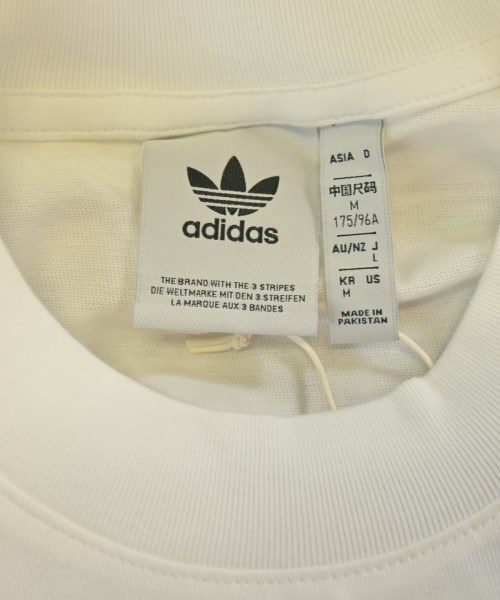 adidas
THE BRAND WITH THE 3 STRIPES
DIE WELTMARKE MIT DEN 3 STREIFEN
LA MARQUE AUX 3 BANDES
ASIA D
中国尺码
M
175/96A
AU/NZ J
L
KR US
M
MADE IN
PAKISTAN